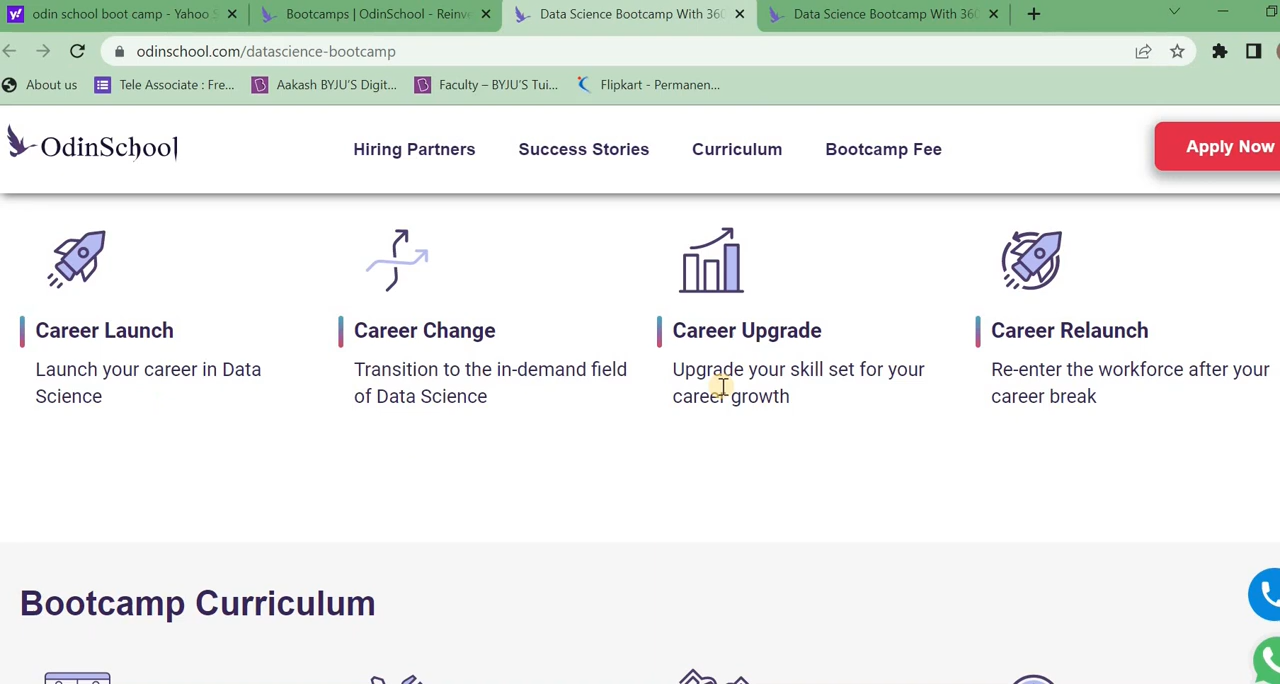 odin school boot camp - Yahoo S
Bootcamps | OdinSchool - Reinve
Data Science Bootcamp With 360
Data Science Bootcamp With 360
odinschool.com/datascience-bootcamp
About us
Tele Associate : Fre...
Aakash BYJU'S Digit...
Faculty – BYJU'S Tui...
Flipkart - Permanen...
OdinSchool
Hiring Partners
Success Stories
Curriculum
Bootcamp Fee
Apply Now
Career Launch
Launch your career in Data
Science
Career Change
Transition to the in-demand field
of Data Science
Career Upgrade
Upgrade your skill set for your
career growth
Career Relaunch
Re-enter the workforce after your
career break
Bootcamp Curriculum